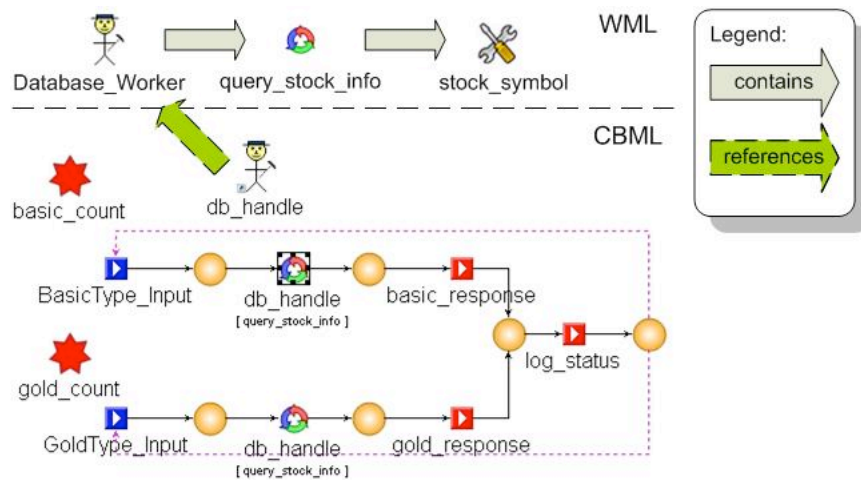 WML
Legend:
Database_Worker
query_stock_info
stock_symbol
contains
CBML
references
db_handle
basic_count
BasicType_Input
db_handle
[ query_stock_info ]
basic_response
log_status
gold_count
GoldType_Input
db_handle
[ query_stock_info ]
gold_response